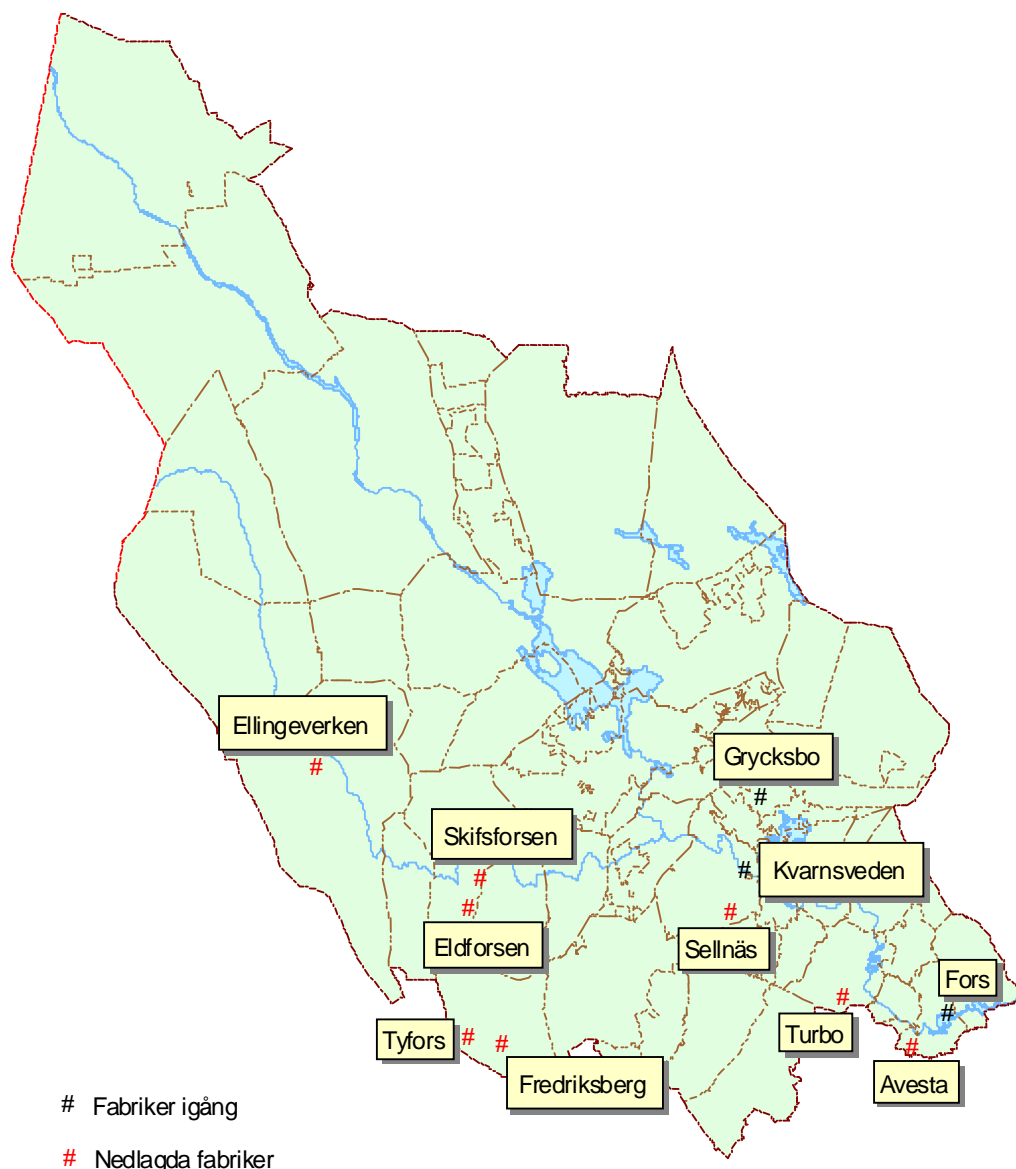 Ellingeverken
#
Grycksbo
#
Skifsforsen
#
Kvarnsveden
#
#
Eldforsen
#
Sellnäs
Fors
#
#
Turbo
Tyfors
#
#
Fredriksberg
#
Avesta
# Fabriker igång
# Nedlagda fabriker